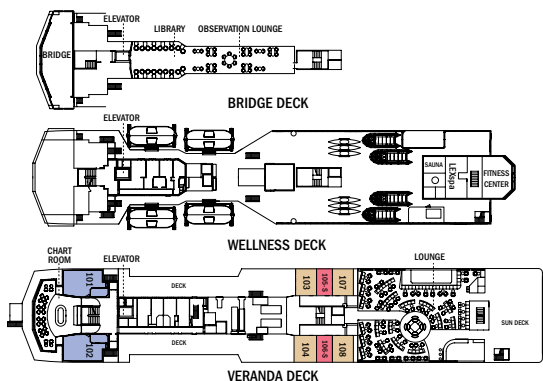 ELEVATOR
LIBRARY
OBSERVATION LOUNGE
BRIDGE
BRIDGE DECK
ELEVATOR
SAUNA
LEXspa
FITNESS
CENTER
WELLNESS DECK
CHART
ROOM
ELEVATOR
LOUNGE
101
DECK
103
105-S
107
SUN DECK
102
DECK
104
106-S
108
VERANDA DECK